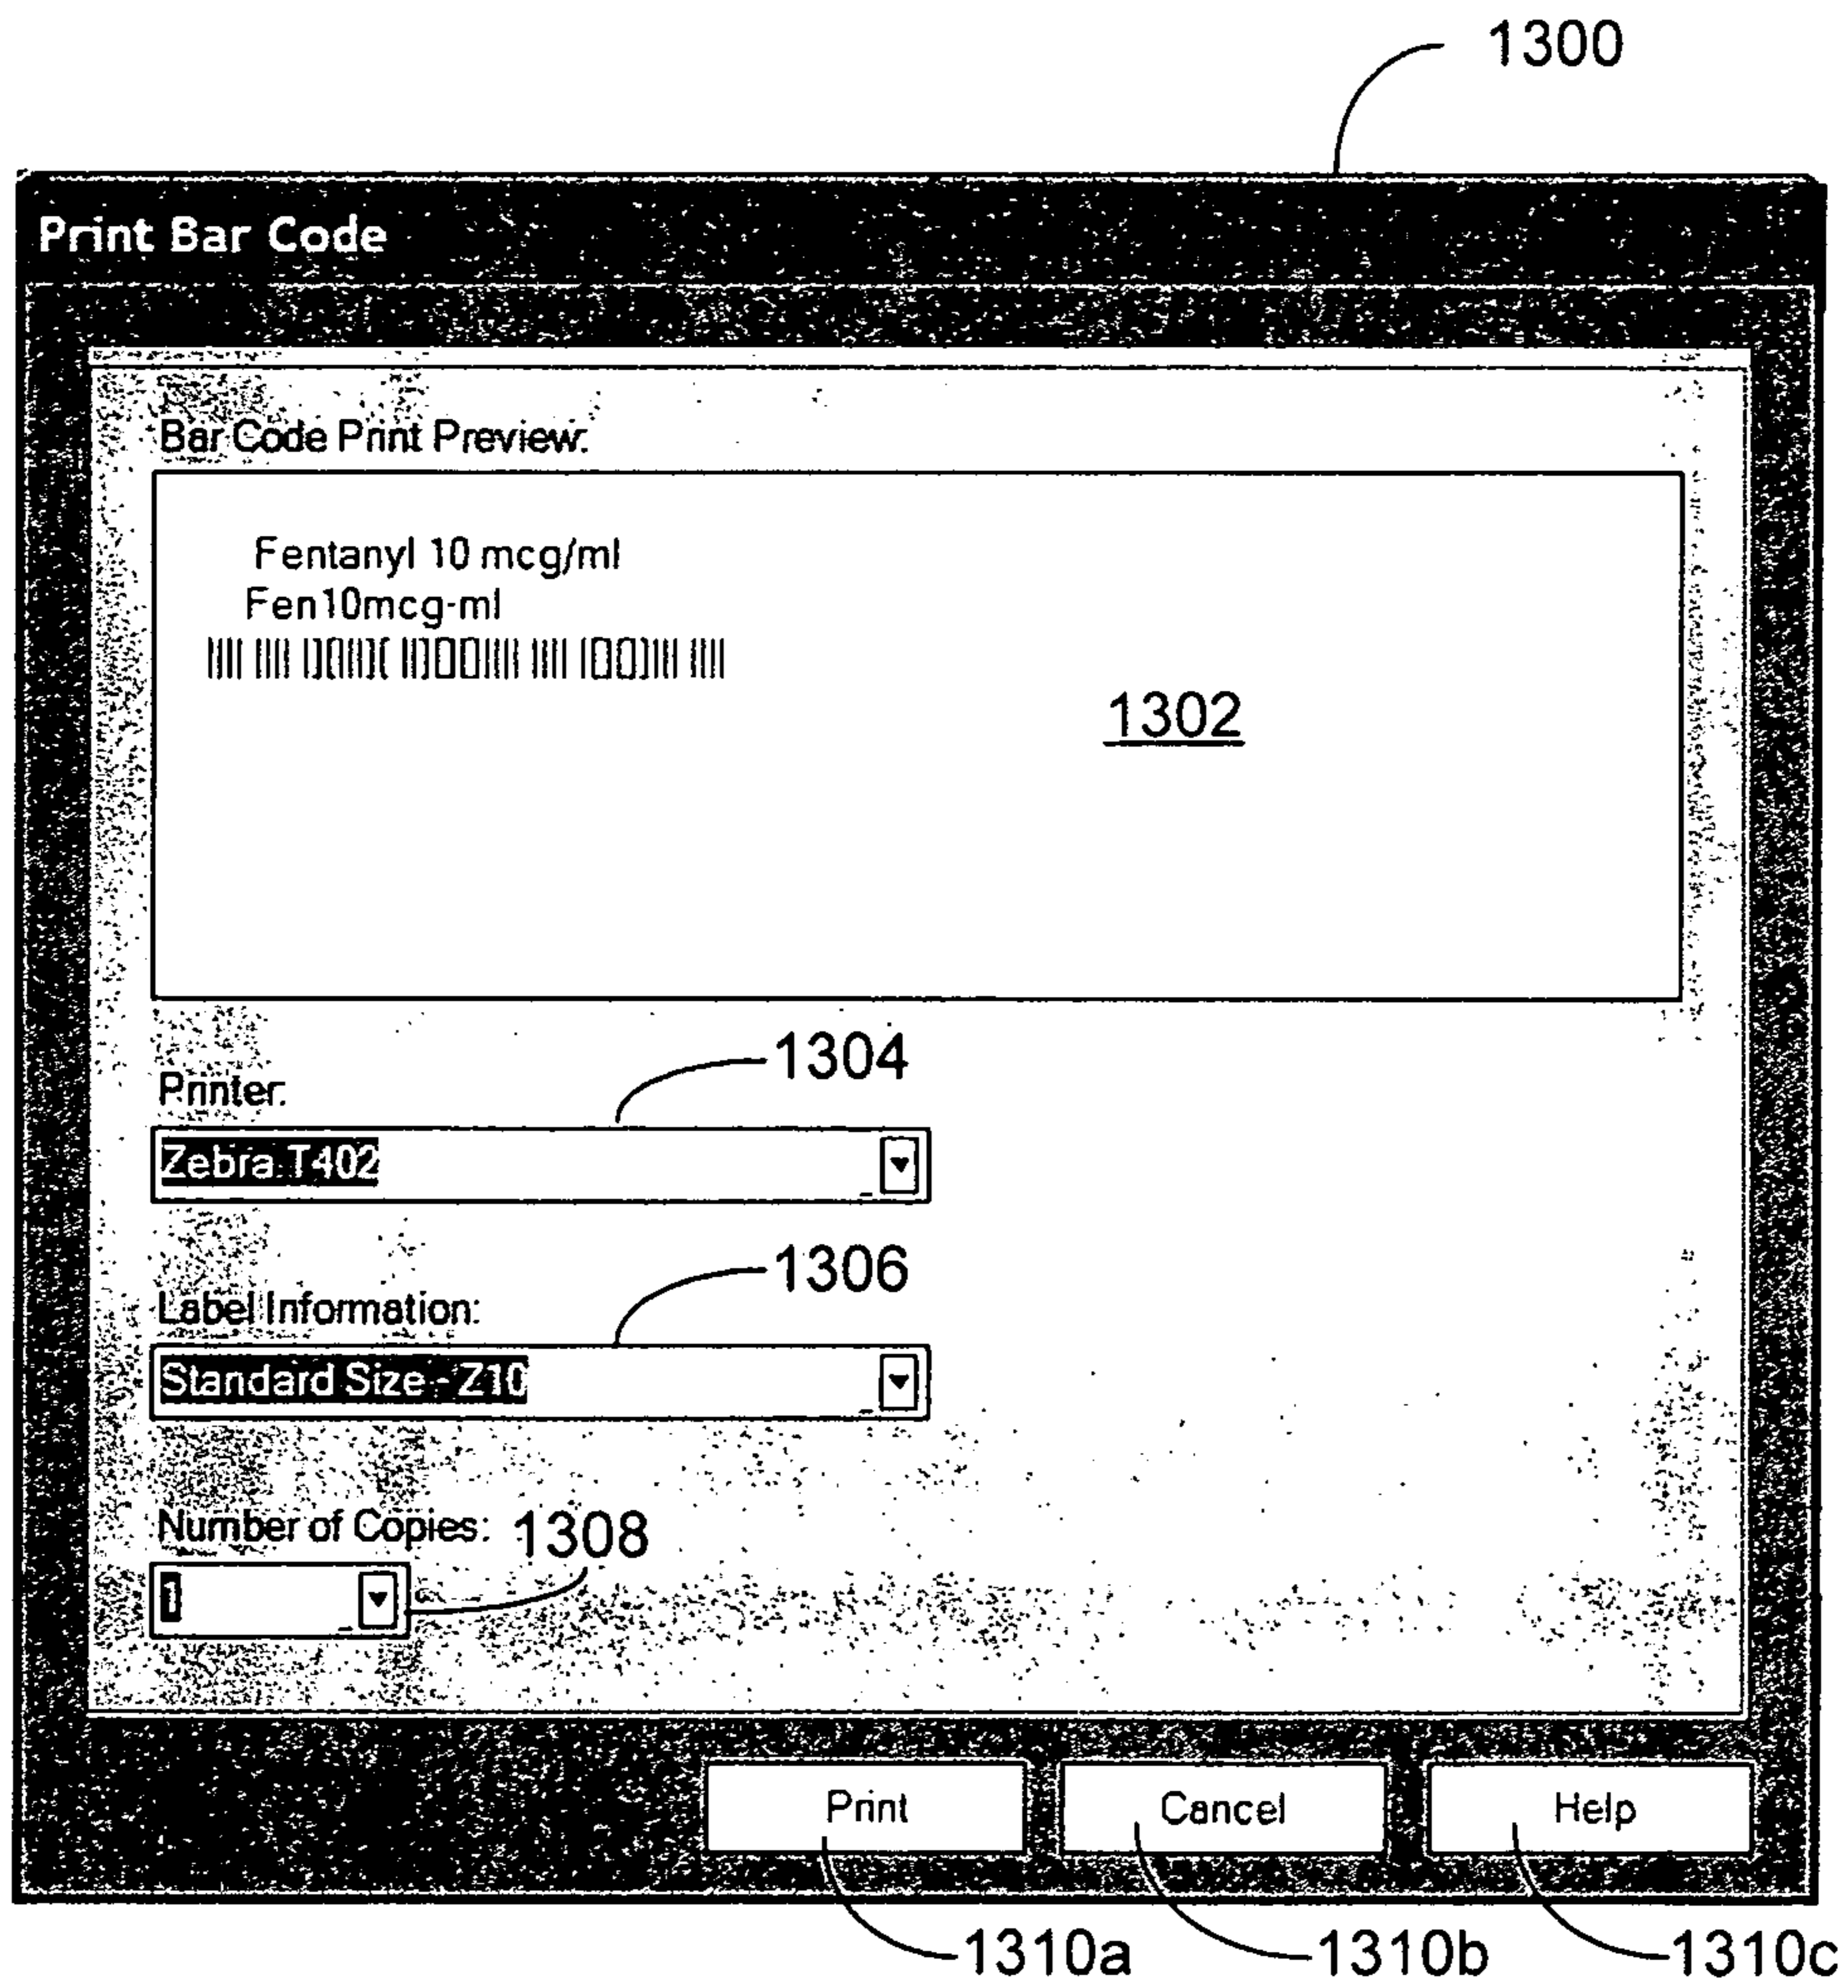 1300
Print Bar Code
Bar Code Print Preview:
Fentanyl 10 mcg/ml
Fen10mcg-ml
1302
1304
Printer:
Zebra T402
1306
Label Information:
Standard Size - Z10
Number of Copies: 1308
1
Print Cancel Help
1310a 1310b 1310c